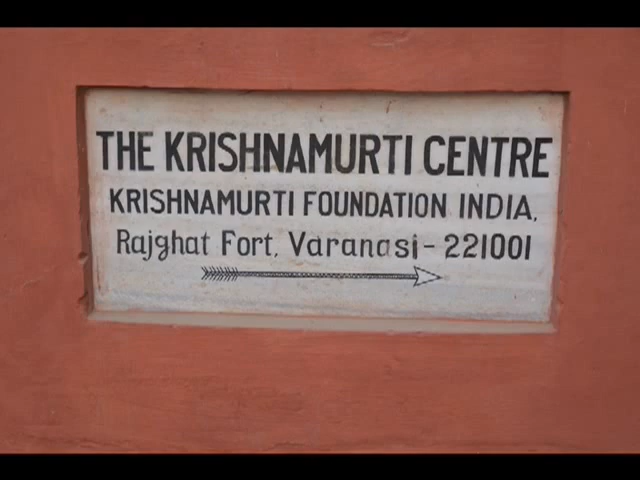 THE KRISHNAMURTI CENTRE
KRISHNAMURTI FOUNDATION INDIA,
Rajghat Fort, Varanasi - 221001